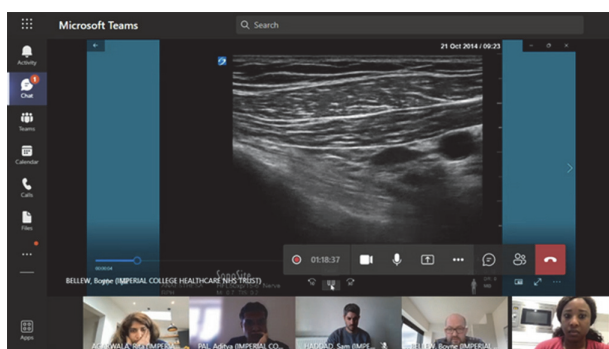 Microsoft Teams
Search
Activity
1
Chat
Teams
Calendar
Calls
Files
Apps
21 Oct 2014 / 09:23
01:18:37
SonoSite
BELLEW, Boyne (IMPERIAL COLLEGE HEALTHCARE NHS TRUST)
PAL, Aditya (IMPERIAL CO...
HADDAD, Sam (IMPE...
BELLEW, Boyne (IMPERIAL ...